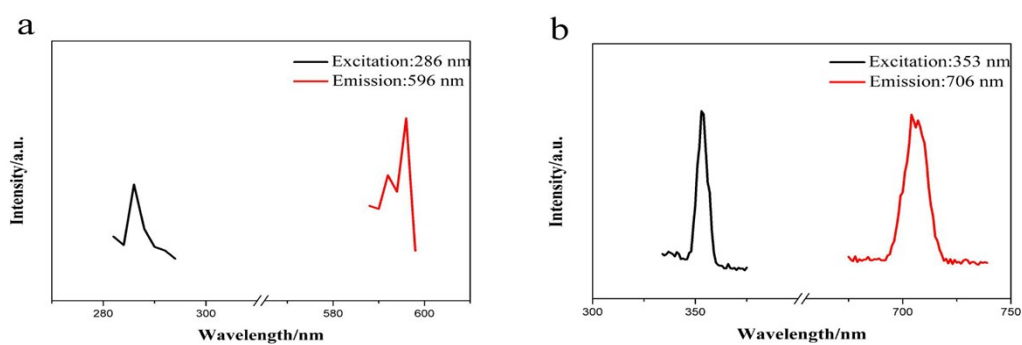 a
Excitation:286 nm
Emission:596 nm
Intensity/a.u.
280
300
580
600
Wavelength/nm
b
Excitation:353 nm
Emission:706 nm
Intensity/a.u.
300
350
700
750
Wavelength/nm